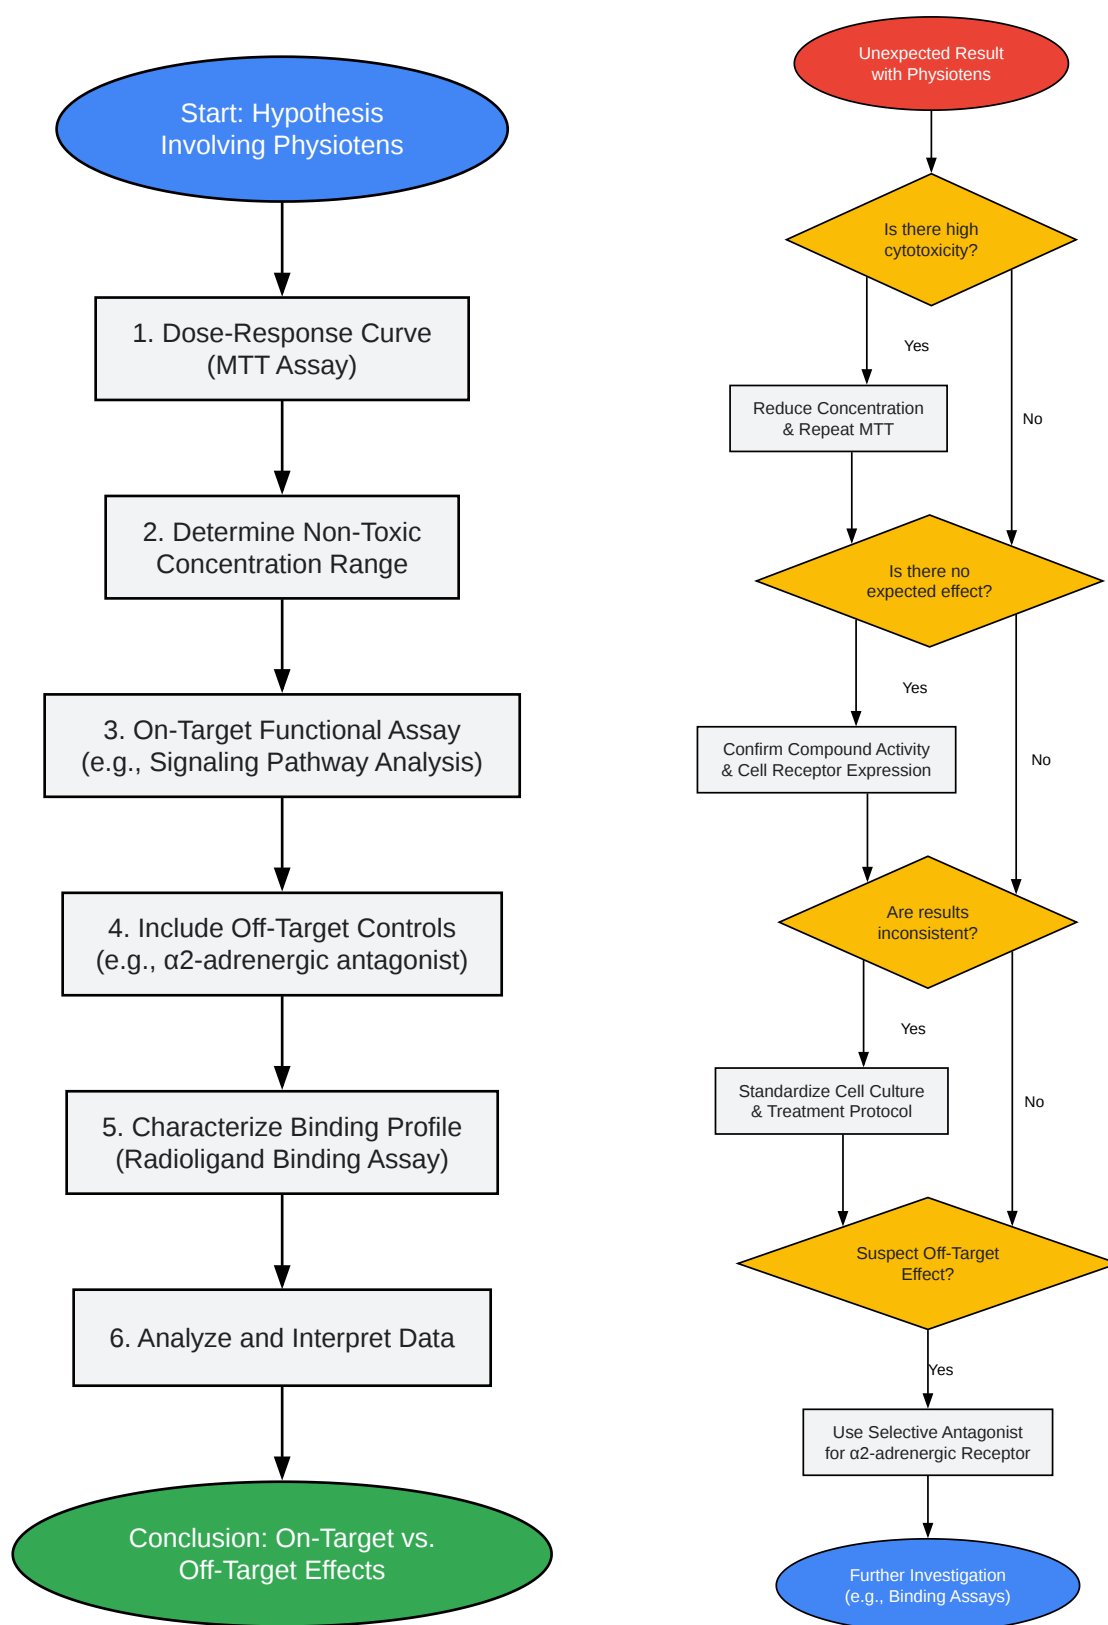 Start: Hypothesis
Involving Physiotens
1. Dose-Response Curve
(MTT Assay)
2. Determine Non-Toxic
Concentration Range
3. On-Target Functional Assay
(e.g., Signaling Pathway Analysis)
4. Include Off-Target Controls
(e.g., α2-adrenergic antagonist)
5. Characterize Binding Profile
(Radioligand Binding Assay)
6. Analyze and Interpret Data
Conclusion: On-Target vs.
Off-Target Effects
Unexpected Result
with Physiotens
Is there high
cytotoxicity?
Yes
No
Reduce Concentration
& Repeat MTT
Is there no
expected effect?
Yes
No
Confirm Compound Activity
& Cell Receptor Expression
Are results
inconsistent?
Yes
No
Standardize Cell Culture
& Treatment Protocol
Suspect Off-Target
Effect?
Yes
Use Selective Antagonist
for α2-adrenergic Receptor
Further Investigation
(e.g., Binding Assays)